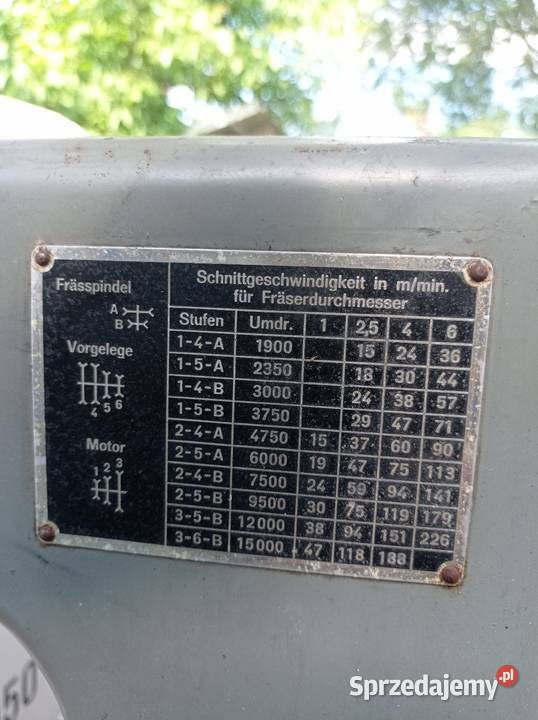 Schnittgeschwindigkeit in m/min.
für Fräserdurchmesser
Frässpindel
A
B
Vorgelege
4 5 6
Motor
1 2 3
Stufen Umdr. 1 2,5 4 6
1-4-A 1900 15 24 36
1-5-A 2350 18 30 44
1-4-B 3000 24 38 57
1-5-B 3750 29 47 71
2-4-A 4750 15 37 60 90
2-5-A 6000 19 47 75 113
2-4-B 7500 24 59 94 141
2-5-B 9500 30 75 119 179
3-5-B 12000 38 94 151 226
3-6-B 15000 47 118 188
50
Sprzedajemy.pl